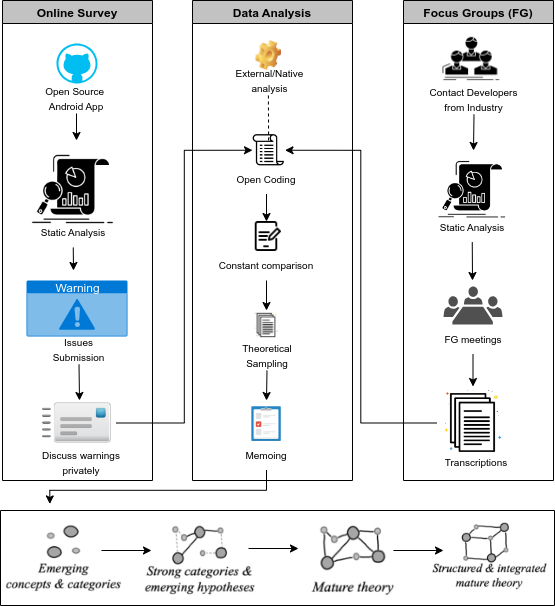 Online Survey
Open Source
Android App
Static Analysis
Warning
Issues
Submission
Discuss warnings
privately
Data Analysis
External/Native
analysis
Open Coding
Constant comparison
Theoretical
Sampling
Memoing
Focus Groups (FG)
Contact Developers
from Industry
Static Analysis
FG meetings
Transcriptions
Emerging
concepts & categories
Strong categories &
emerging hypotheses
Mature theory
Structured & integrated
mature theory